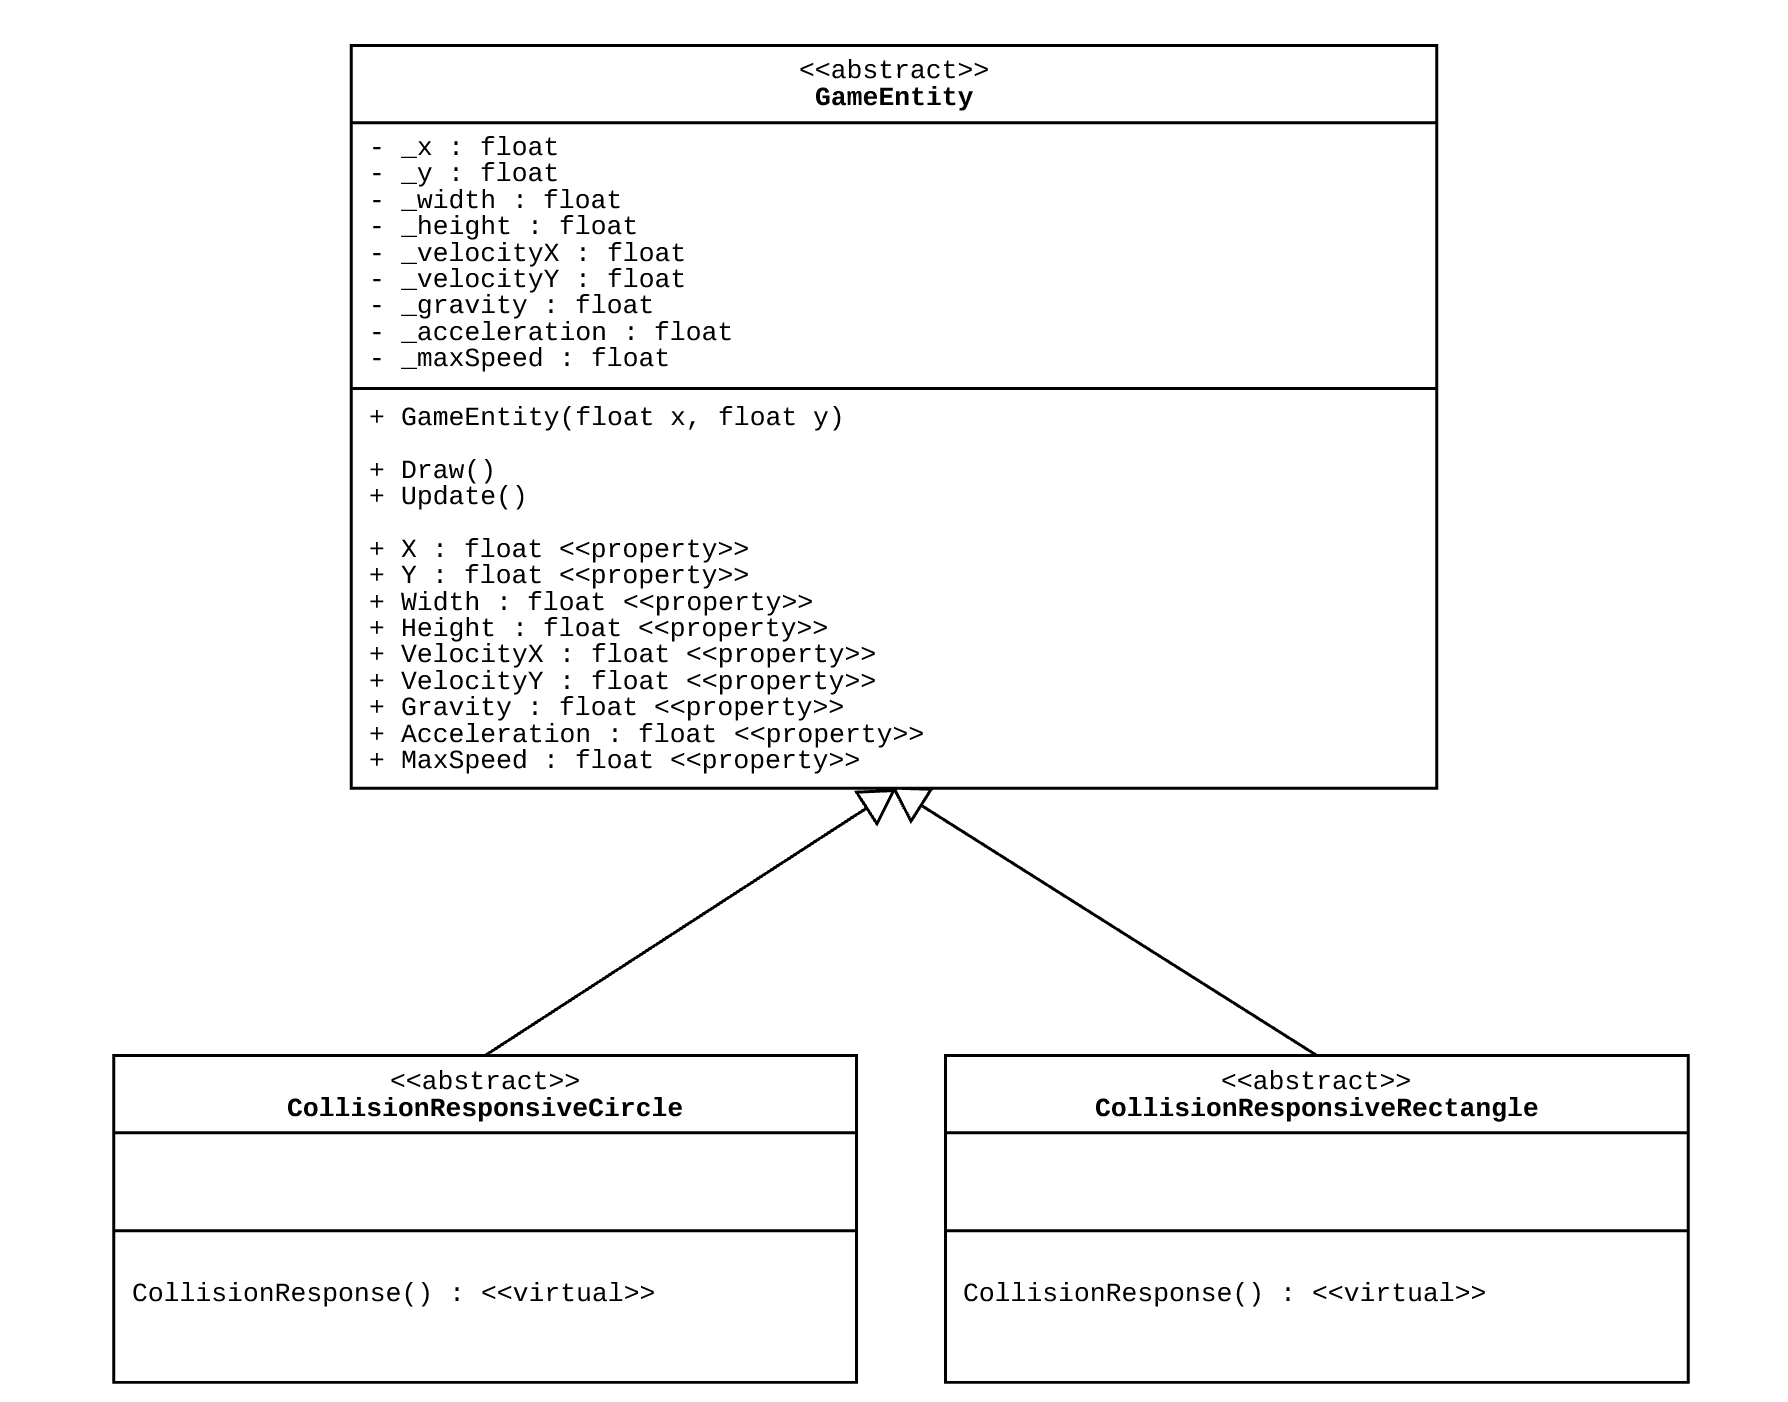 <<abstract>>
GameEntity
- _x : float
- _y : float
- _width : float
- _height : float
- _velocityX : float
- _velocityY : float
- _gravity : float
- _acceleration : float
- _maxSpeed : float
+ GameEntity(float x, float y)
+ Draw()
+ Update()
+ X : float <<property>>
+ Y : float <<property>>
+ Width : float <<property>>
+ Height : float <<property>>
+ VelocityX : float <<property>>
+ VelocityY : float <<property>>
+ Gravity : float <<property>>
+ Acceleration : float <<property>>
+ MaxSpeed : float <<property>>
<<abstract>>
CollisionResponsiveCircle
CollisionResponse() : <<virtual>>
<<abstract>>
CollisionResponsiveRectangle
CollisionResponse() : <<virtual>>